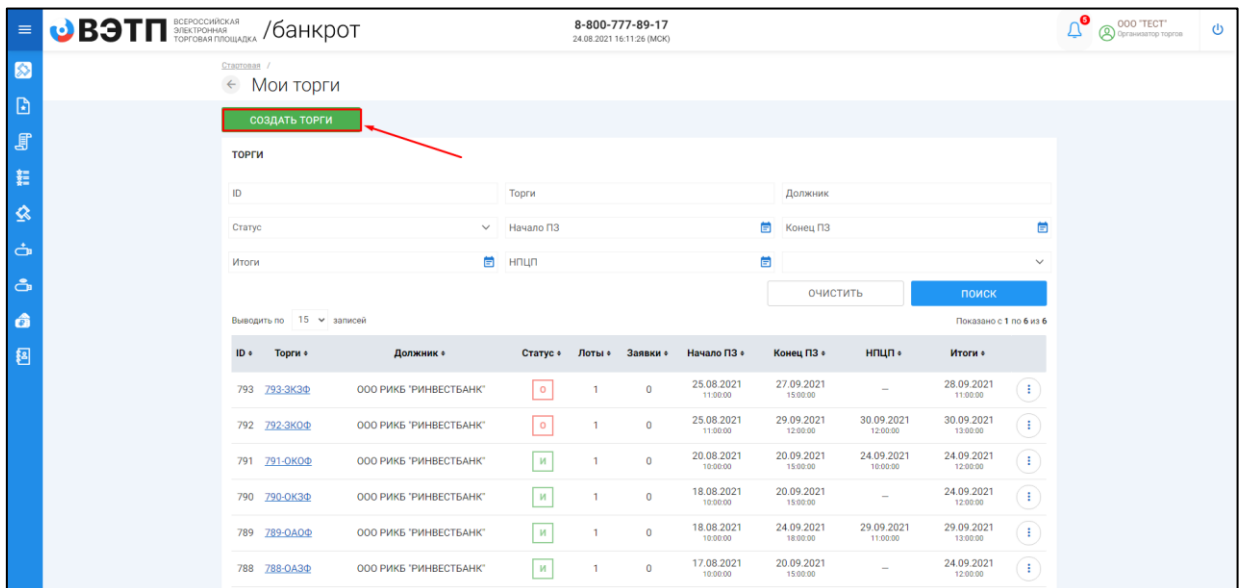 ВЭТП ВСЕРОССИЙСКАЯ ЭЛЕКТРОННАЯ ТОРГОВАЯ ПЛОЩАДКА /банкрот
8-800-777-89-17
24.08.2021 16:11:26 (МСК)
5
ООО "ТЕСТ"
Организатор торгов
Стартовая /
Мои торги
СОЗДАТЬ ТОРГИ
ТОРГИ
ID Торги Должник
Статус Начало ПЗ Конец ПЗ
Итоги НПЦП
ОЧИСТИТЬ ПОИСК
Выводить по 15 записей Показано с 1 по 6 из 6
ID Торги Должник Статус Лоты Заявки Начало ПЗ Конец ПЗ НПЦП Итоги
793 793-ЗКЗФ ООО РИКБ "РИНВЕСТБАНК" О 1 0 25.08.2021 27.09.2021 – 28.09.2021
11:00:00 15:00:00 11:00:00
792 792-ЗКОФ ООО РИКБ "РИНВЕСТБАНК" О 1 0 25.08.2021 29.09.2021 30.09.2021 30.09.2021
11:00:00 12:00:00 12:00:00 13:00:00
791 791-ОКОФ ООО РИКБ "РИНВЕСТБАНК" И 1 0 20.08.2021 20.09.2021 24.09.2021 24.09.2021
10:00:00 15:00:00 10:00:00 12:00:00
790 790-ОКЗФ ООО РИКБ "РИНВЕСТБАНК" И 1 0 18.08.2021 20.09.2021 – 24.09.2021
10:00:00 15:00:00 12:00:00
789 789-ОАОФ ООО РИКБ "РИНВЕСТБАНК" И 1 0 18.08.2021 24.09.2021 29.09.2021 29.09.2021
10:00:00 18:00:00 11:00:00 13:00:00
788 788-ОАЗФ ООО РИКБ "РИНВЕСТБАНК" И 1 0 17.08.2021 20.09.2021 – 24.09.2021
10:00:00 15:00:00 12:00:00